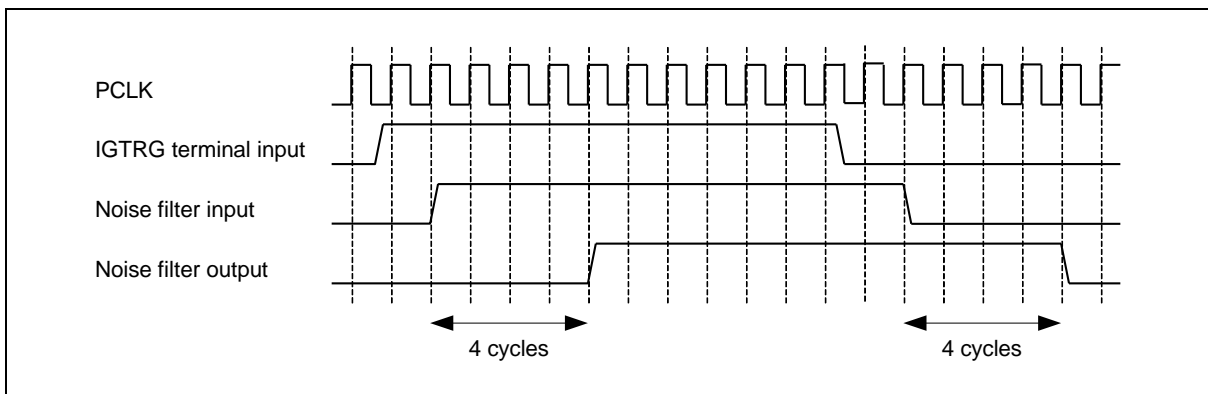 PCLK
IGTRG terminal input
Noise filter input
Noise filter output
4 cycles
4 cycles